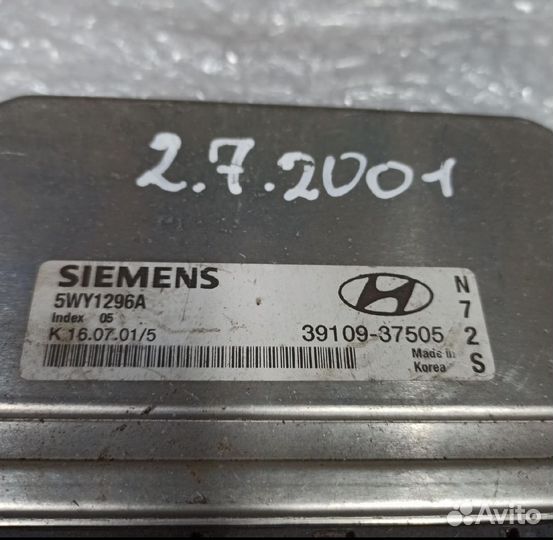 2.7.2001
SIEMENS
5WY1296A
Index 05
K 16.07.01/5
39109-37505
Made in
Korea
N
7
2
S
Avito